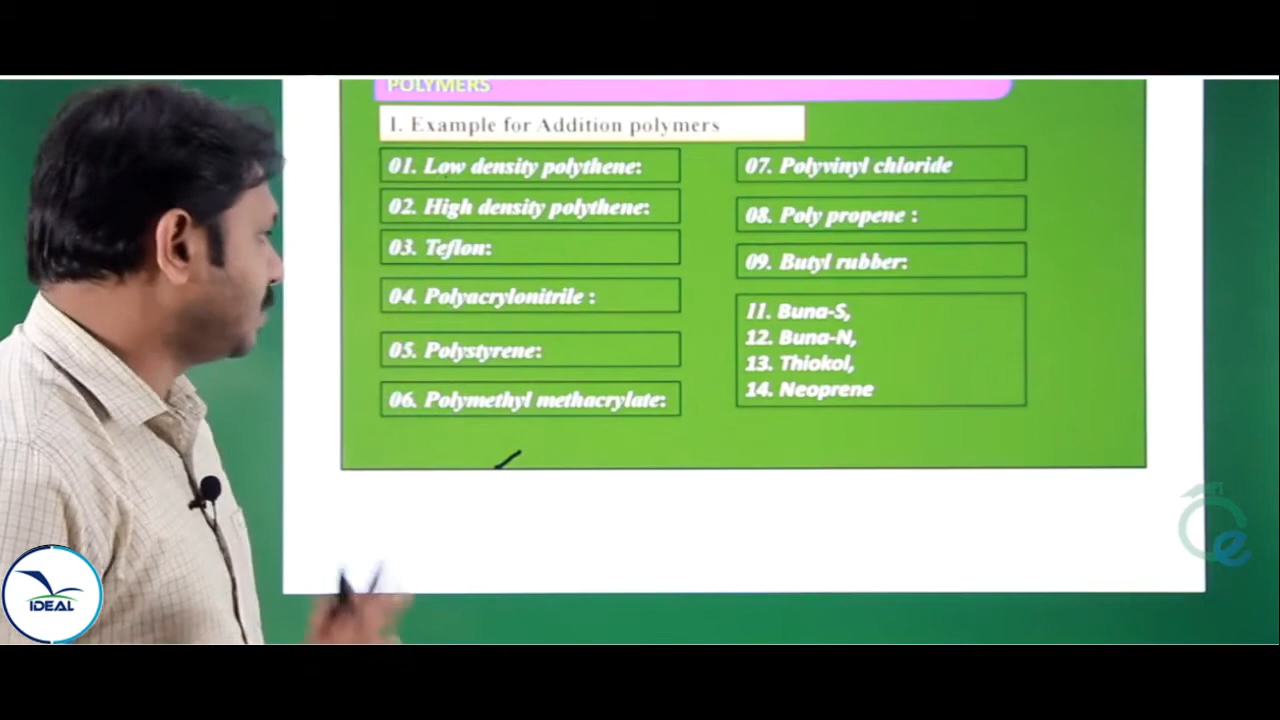 POLYMERS
I. Example for Addition polymers
01. Low density polythene:
02. High density polythene:
03. Teflon:
04. Polyacrylonitrile :
05. Polystyrene:
06. Polymethyl methacrylate:
07. Polyvinyl chloride
08. Poly propene :
09. Butyl rubber:
11. Buna-S,
12. Buna-N,
13. Thiokol,
14. Neoprene
IDEAL